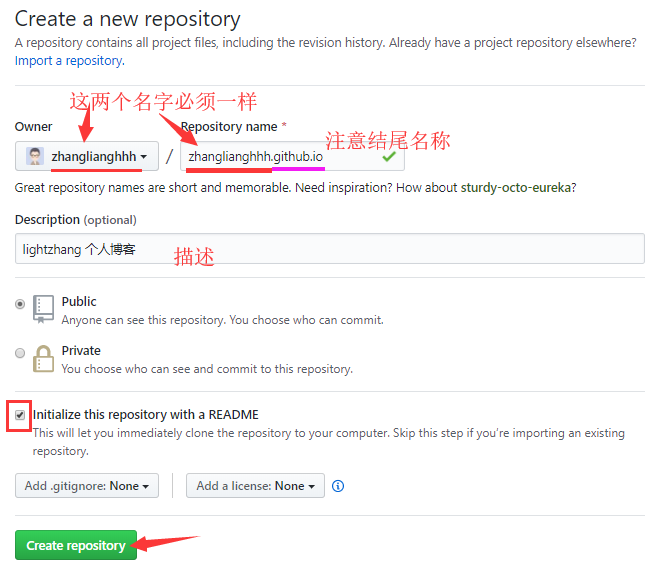 Create a new repository
A repository contains all project files, including the revision history. Already have a project repository elsewhere?
Import a repository.
这两个名字必须一样
Owner
Repository name *
注意结尾名称
zhanglianghhh
/
zhanglianghhh.github.io
Great repository names are short and memorable. Need inspiration? How about sturdy-octo-eureka?
Description (optional)
lightzhang 个人博客
描述
Public
Anyone can see this repository. You choose who can commit.
Private
You choose who can see and commit to this repository.
Initialize this repository with a README
This will let you immediately clone the repository to your computer. Skip this step if you’re importing an existing
repository.
Add .gitignore: None
Add a license: None
Create repository